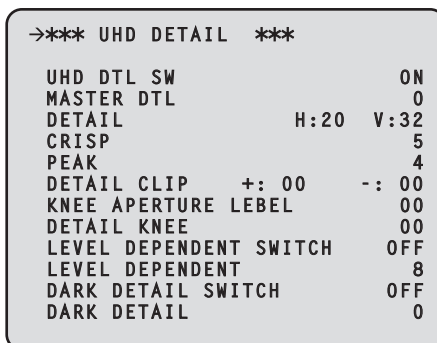 →*** UHD DETAIL ***
UHD DTL SW ON
MASTER DTL 0
DETAIL H:20 V:32
CRISP 5
PEAK 4
DETAIL CLIP +: 00 -: 00
KNEE APERTURE LEBEL 00
DETAIL KNEE 00
LEVEL DEPENDENT SWITCH OFF
LEVEL DEPENDENT 8
DARK DETAIL SWITCH OFF
DARK DETAIL 0